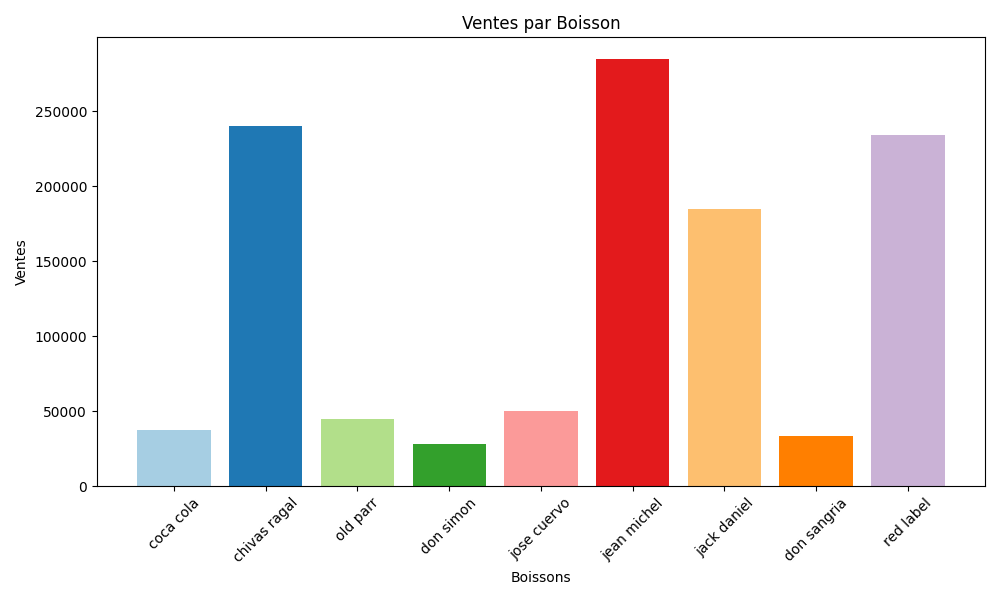 Ventes par Boisson
Ventes
250000
200000
150000
100000
50000
0
coca cola
chivas ragal
old parr
don simon
jose cuervo
jean michel
jack daniel
don sangria
red label
Boissons